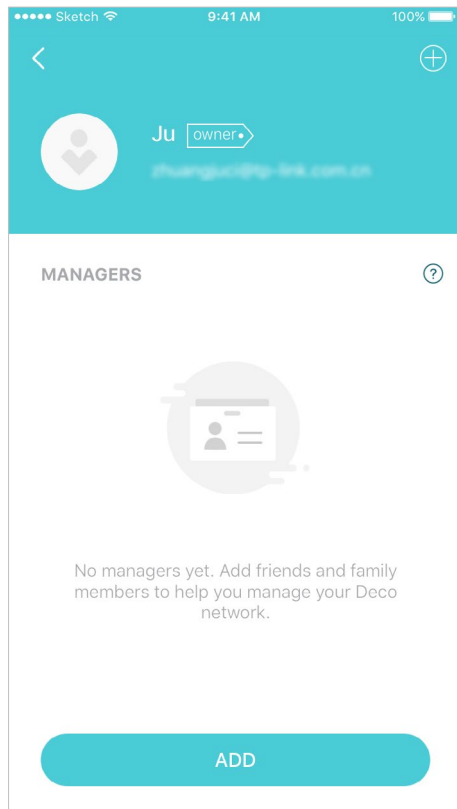 Sketch 9:41 AM 100%
Ju owner
MANAGERS ?
No managers yet. Add friends and family
members to help you manage your Deco
network.
ADD